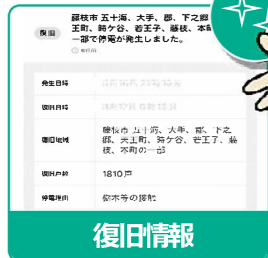 復旧
藤枝市 五十海、大手、郡、下之郷
王町、時ケ谷、若王子、藤枝、本町
一部で停電が発生しました。
発生日時
復旧日時
復旧地域
藤枝市 五十海、大手、郡、下之
郷、天王町、時ケ谷、若王子、藤
枝、本町の一部
復旧戸数
1810戸
停電理由
樹木等の接触
復旧情報